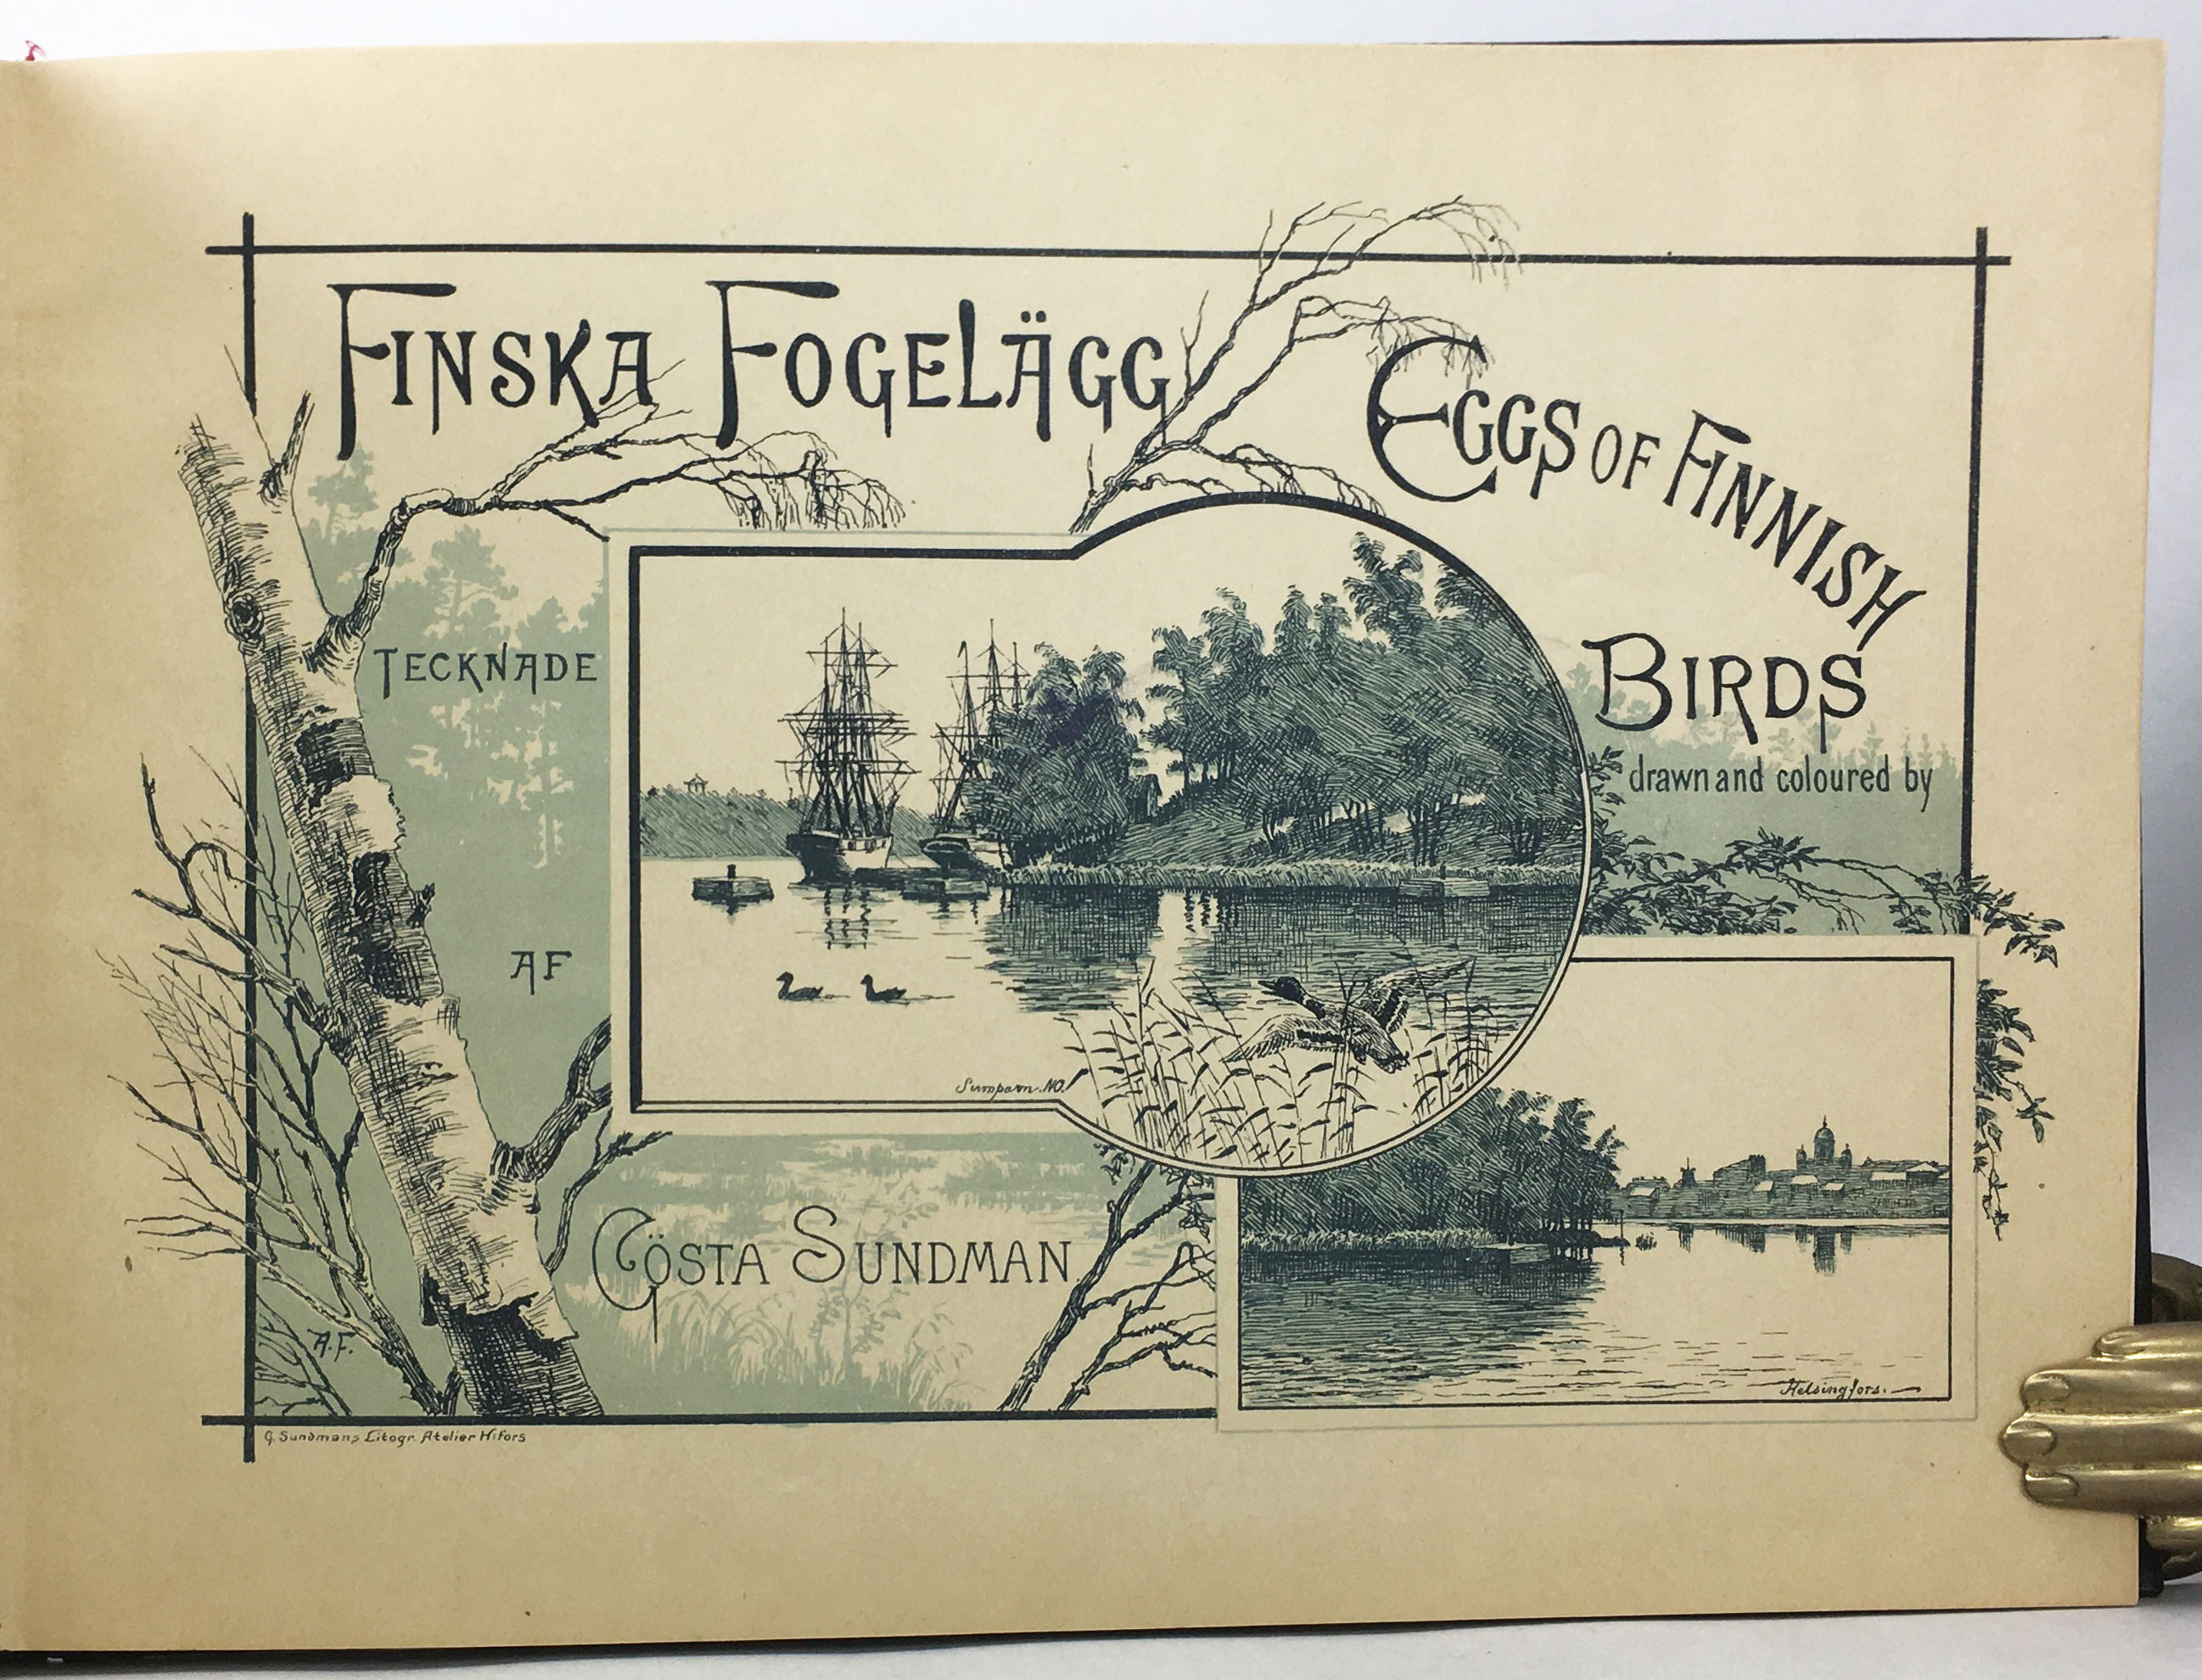 FINSKA FOGELÄGG
EGGS OF FINNISH
BIRDS
drawn and coloured by
TECKNADE
AF
GÖSTA SUNDMAN.
Sumparn. NO.
Helsingfors.
A.F.
G. Sundmans Litogr. Atelier H:fors